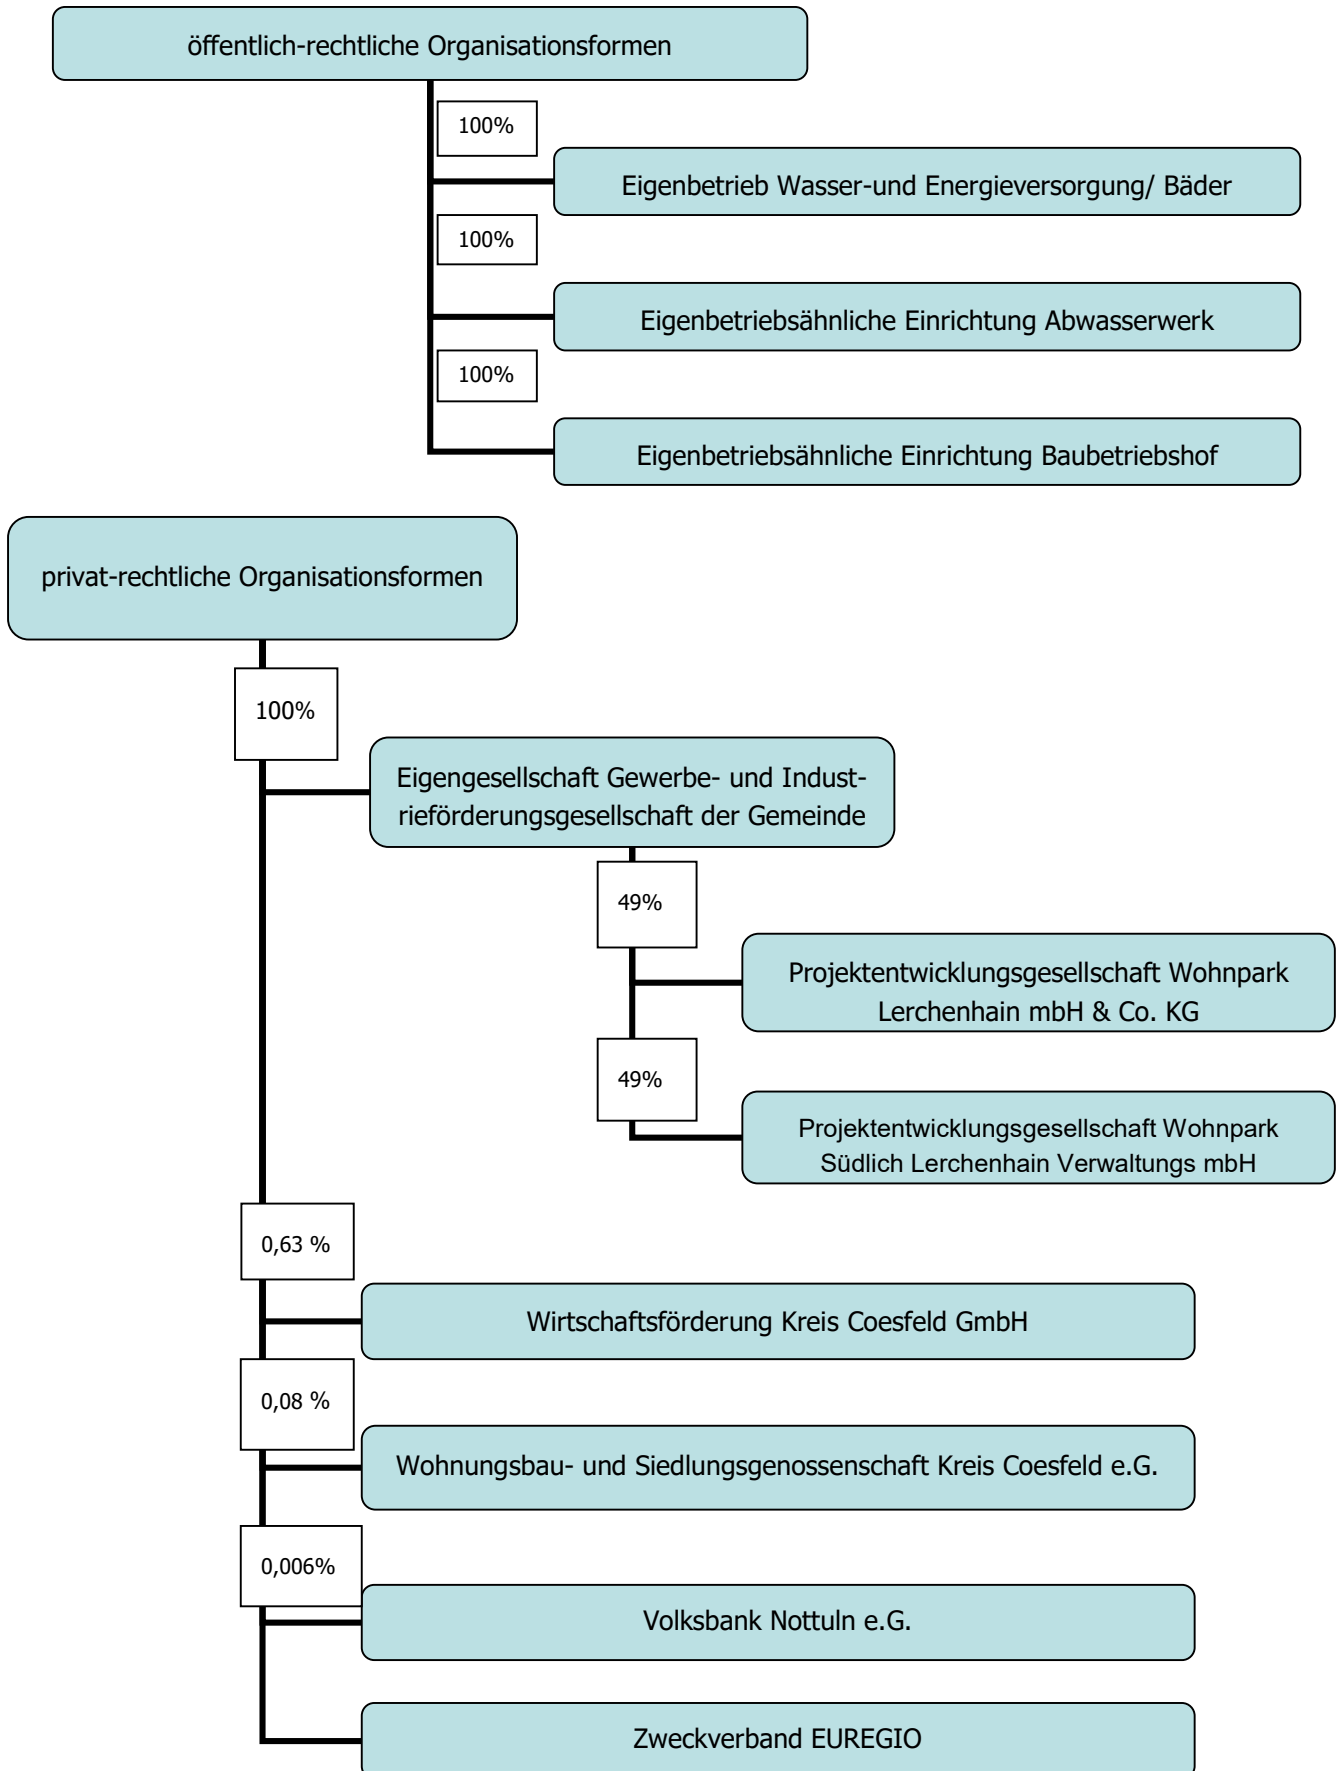 öffentlich-rechtliche Organisationsformen
100%
Eigenbetrieb Wasser-und Energieversorgung/ Bäder
100%
Eigenbetriebsähnliche Einrichtung Abwasserwerk
100%
Eigenbetriebsähnliche Einrichtung Baubetriebshof
privat-rechtliche Organisationsformen
100%
Eigengesellschaft Gewerbe- und Indust-
rieförderungsgesellschaft der Gemeinde
49%
Projektentwicklungsgesellschaft Wohnpark
Lerchenhain mbH & Co. KG
49%
Projektentwicklungsgesellschaft Wohnpark
Südlich Lerchenhain Verwaltungs mbH
0,63 %
Wirtschaftsförderung Kreis Coesfeld GmbH
0,08 %
Wohnungsbau- und Siedlungsgenossenschaft Kreis Coesfeld e.G.
0,006%
Volksbank Nottuln e.G.
Zweckverband EUREGIO